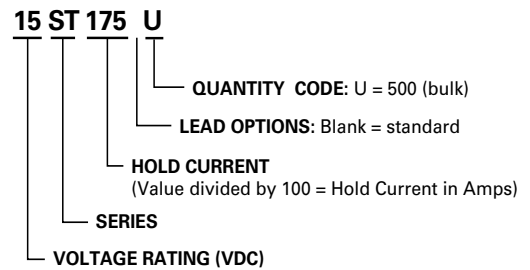 15 ST 175 U
QUANTITY CODE: U = 500 (bulk)
LEAD OPTIONS: Blank = standard
HOLD CURRENT
(Value divided by 100 = Hold Current in Amps)
SERIES
VOLTAGE RATING (VDC)